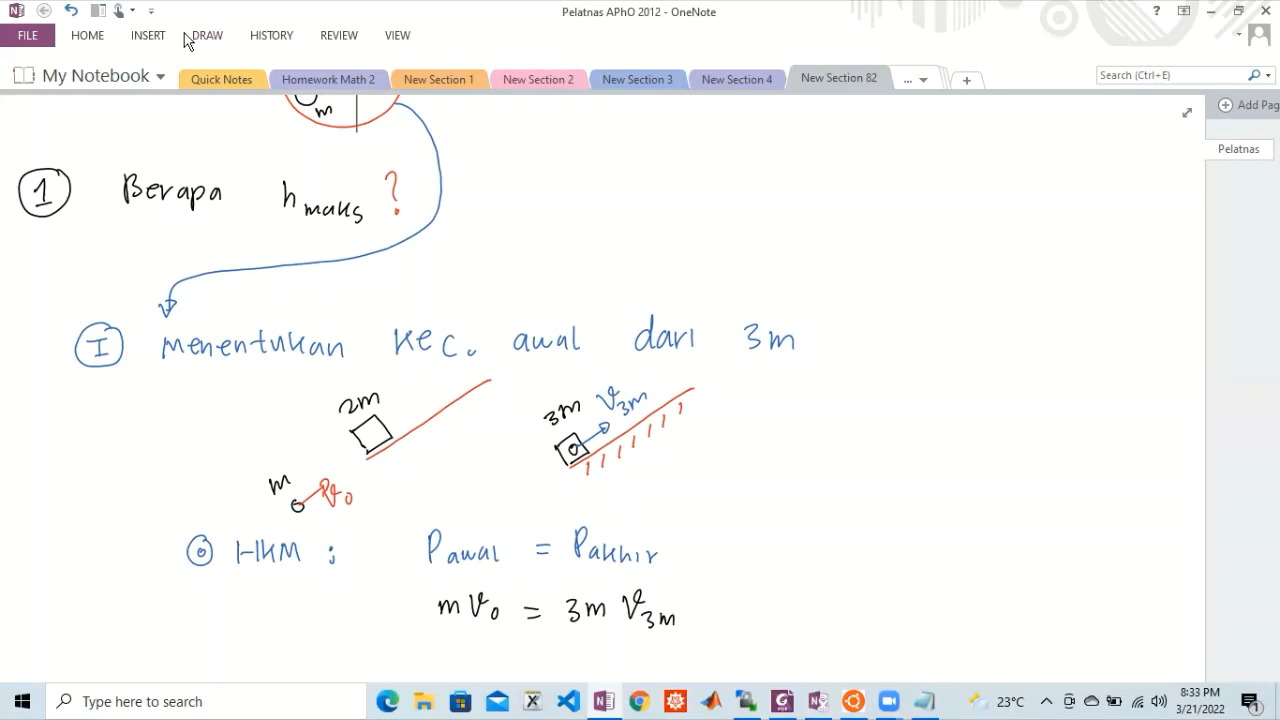 Pelatnas APhO 2012 - OneNote
FILE HOME INSERT DRAW HISTORY REVIEW VIEW
My Notebook Quick Notes Homework Math 2 New Section 1 New Section 2 New Section 3 New Section 4 New Section 82 ... + Search (Ctrl+E)
Add Pag
Pelatnas
m
1 Berapa hmaks ?
I menentukan kec. awal dari 3m
2m
3m v3m
m v0
HKM : Pawal = Pakhir
m v0 = 3m v3m
Type here to search
23°C
8:33 PM
3/21/2022